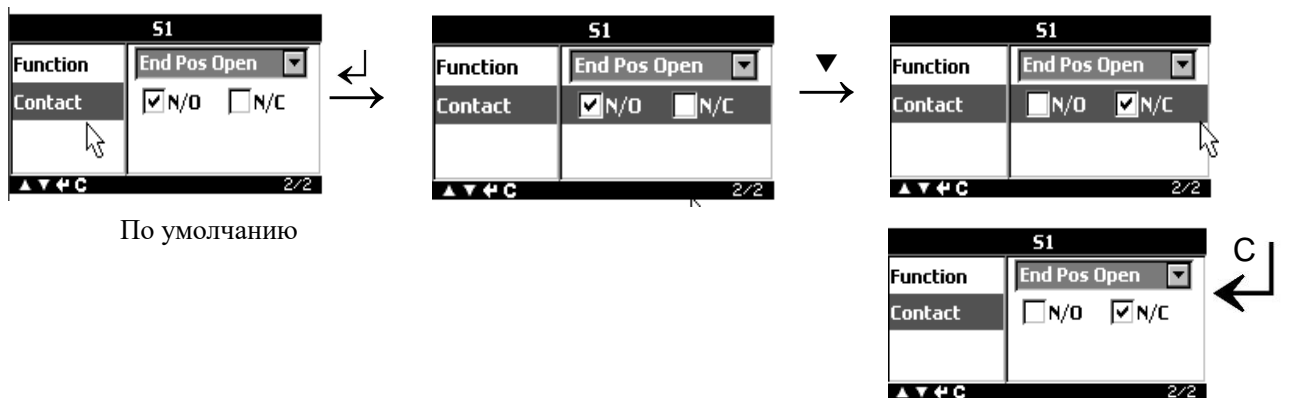 S1
Function End Pos Open
Contact N/O N/C
▲▼↵C 2/2
По умолчанию
↵
S1
Function End Pos Open
Contact N/O N/C
▲▼↵C 2/2
▼
S1
Function End Pos Open
Contact N/O N/C
▲▼↵C 2/2
C
S1
Function End Pos Open
Contact N/O N/C
▲▼↵C 2/2